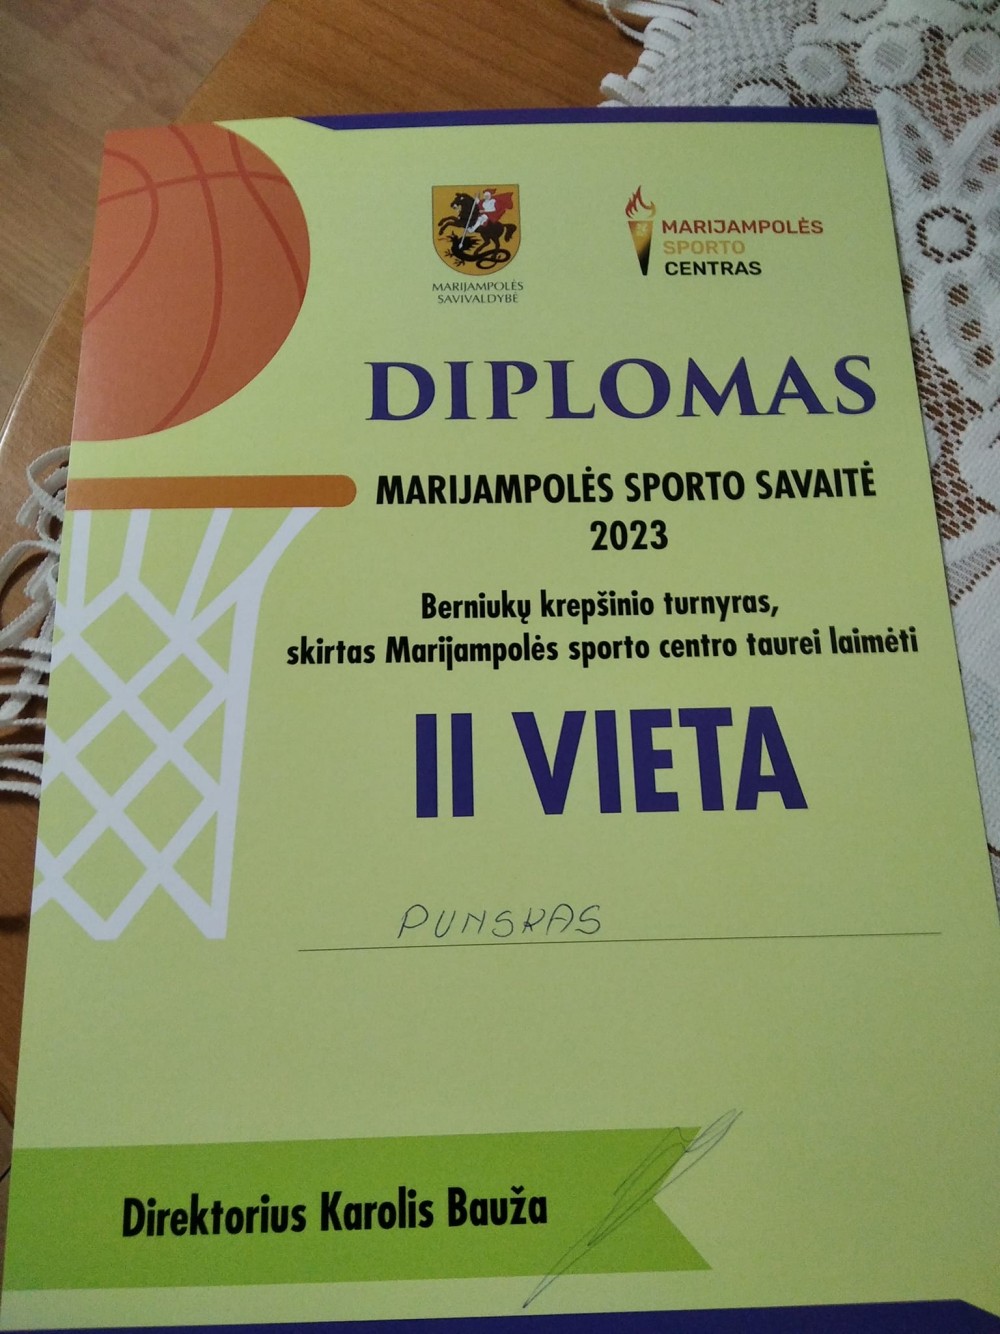 MARIJAMPOLĖS
SAVIVALDYBĖ
MARIJAMPOLĖS
SPORTO
CENTRAS
DIPLOMAS
MARIJAMPOLĖS SPORTO SAVAITĖ
2023
Berniukų krepšinio turnyras,
skirtas Marijampolės sporto centro taurei laimėti
II VIETA
PUNSKAS
Direktorius Karolis Bauža